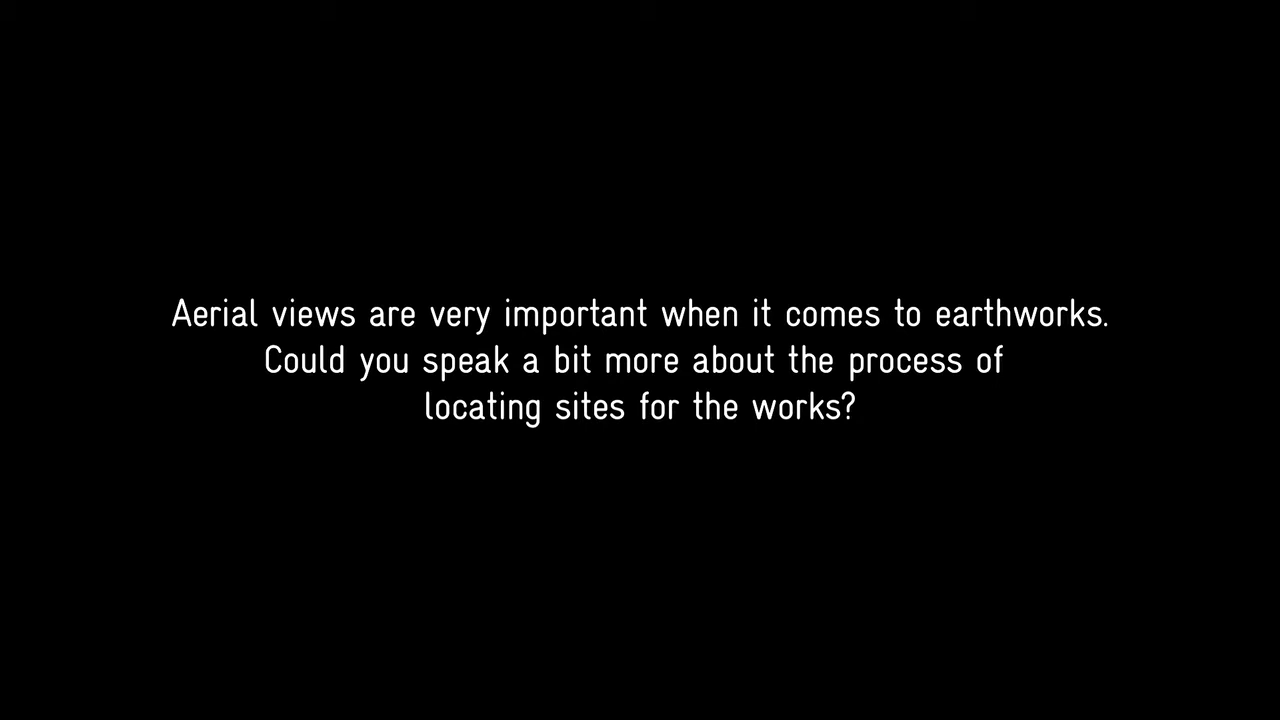 Aerial views are very important when it comes to earthworks.
Could you speak a bit more about the process of
locating sites for the works?